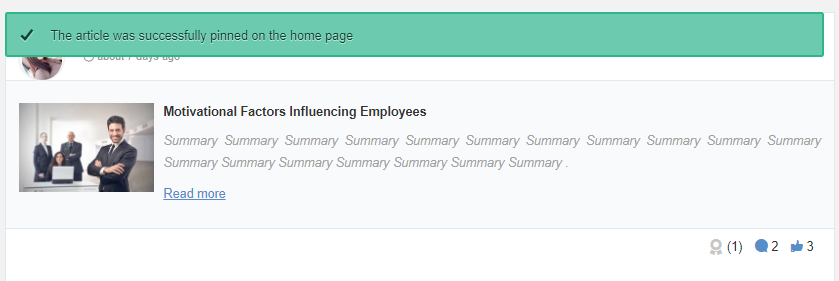 The article was successfully pinned on the home page
about 7 days ago
Motivational Factors Influencing Employees
Summary Summary Summary Summary Summary Summary Summary Summary Summary Summary Summary
Summary Summary Summary Summary Summary Summary Summary .
Read more
(1) 2 3